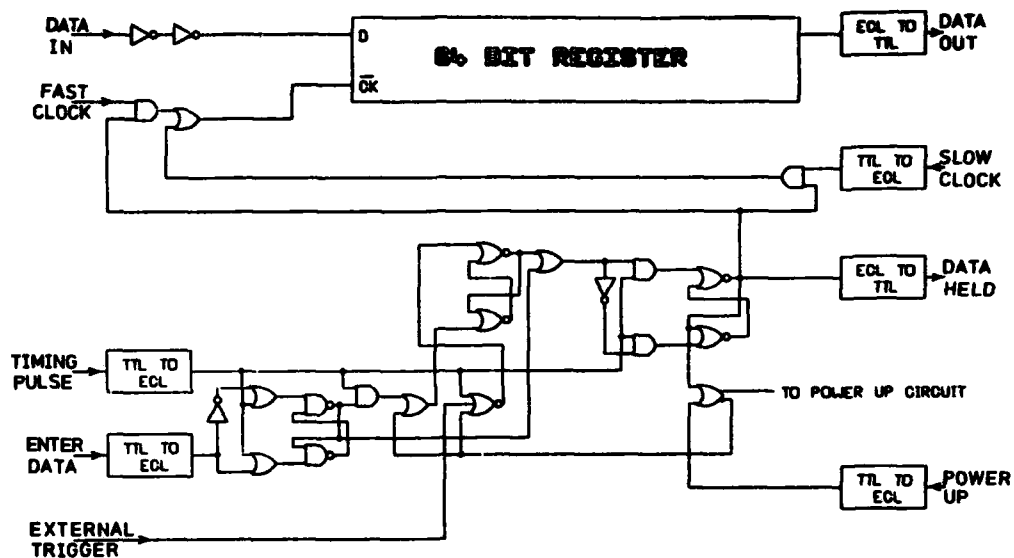 DATA
IN
D
64 BIT REGISTER
CK
ECL TO
TTL
DATA
OUT
FAST
CLOCK
TTL TO
ECL
SLOW
CLOCK
ECL TO
TTL
DATA
HELD
TIMING
PULSE
TTL TO
ECL
TO POWER UP CIRCUIT
ENTER
DATA
TTL TO
ECL
TTL TO
ECL
POWER
UP
EXTERNAL
TRIGGER